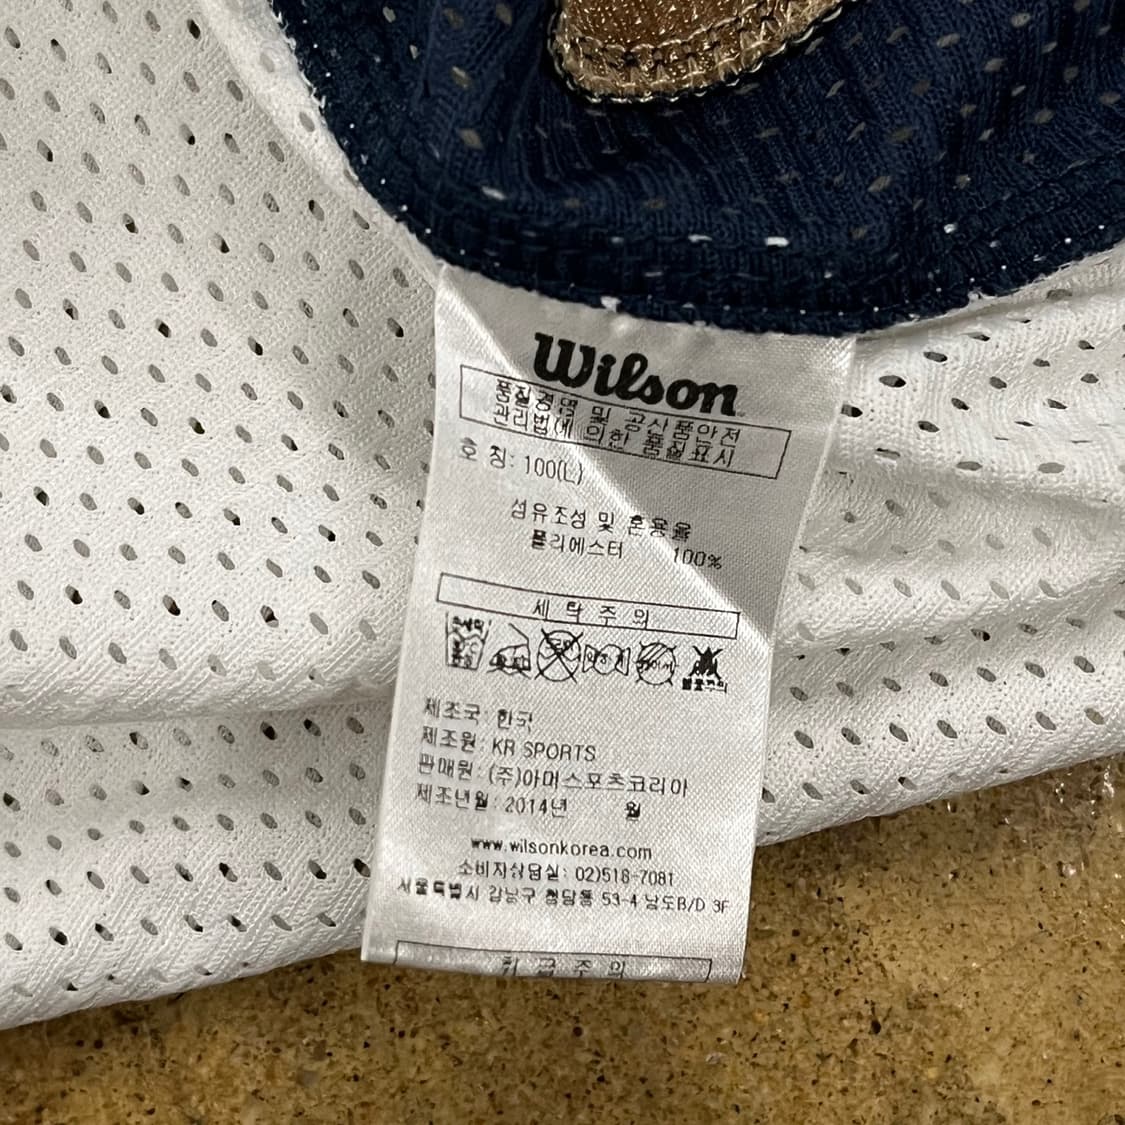 Wilson
품질경영 및 공산품안전
관리법에 의한 품질표시
호 칭: 100(L)
섬유조성 및 혼용율
폴리에스터 100%
세 탁 주 의
제조국: 한국
제조원: KR SPORTS
판매원: (주)아머스포츠코리아
제조년월: 2014년 월
www.wilsonkorea.com
소비자상담실: 02)518-7081
서울특별시 강남구 청담동 53-4 남도B/D 3F
취 급 주 의